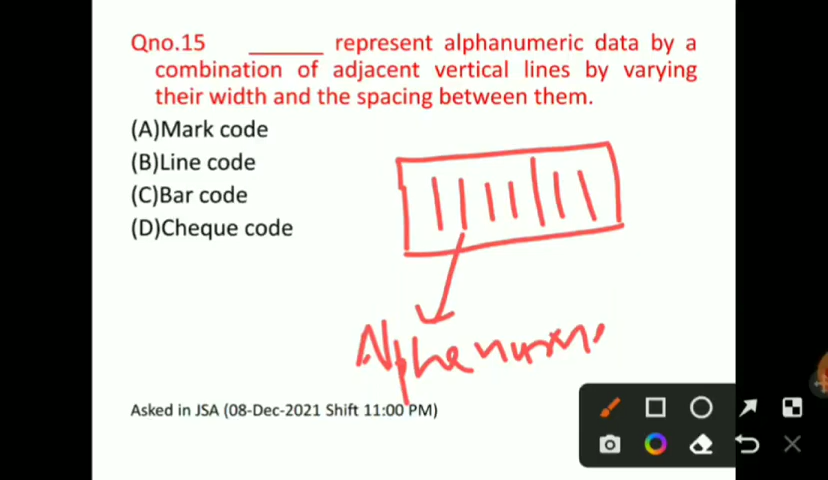 Qno.15 ______ represent alphanumeric data by a
combination of adjacent vertical lines by varying
their width and the spacing between them.
(A)Mark code
(B)Line code
(C)Bar code
(D)Cheque code
Alphanum
Asked in JSA (08-Dec-2021 Shift 11:00 PM)